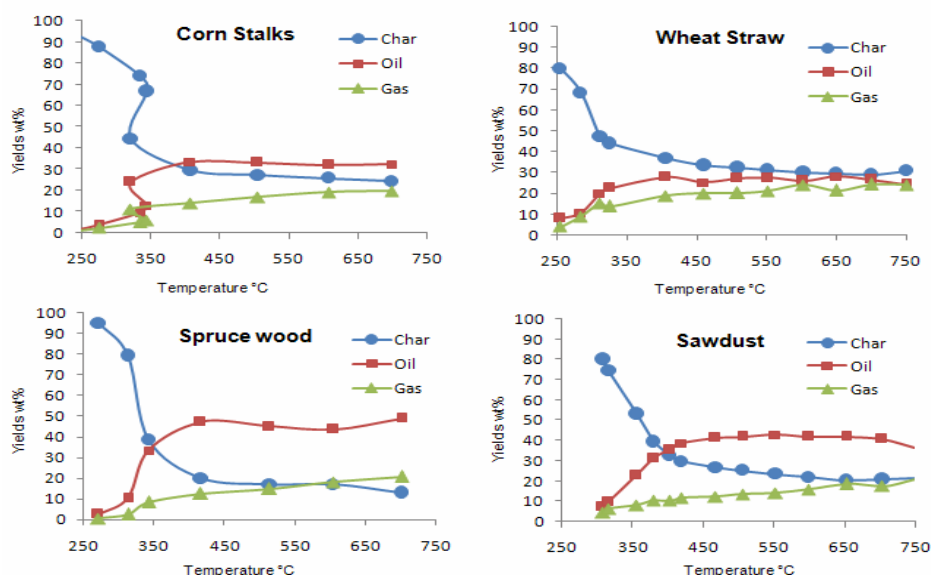 Corn Stalks
Char
Oil
Gas
Yields wt%
100
90
80
70
60
50
40
30
20
10
0
250 350 450 550 650 750
Temperature °C
Wheat Straw
Char
Oil
Gas
Yields wt%
100
90
80
70
60
50
40
30
20
10
0
250 350 450 550 650 750
Temperature °C
Spruce wood
Char
Oil
Gas
Yields wt%
100
90
80
70
60
50
40
30
20
10
0
250 350 450 550 650 750
Temperature °C
Sawdust
Char
Oil
Gas
Yields wt%
100
90
80
70
60
50
40
30
20
10
0
250 350 450 550 650 750
Temperature °C